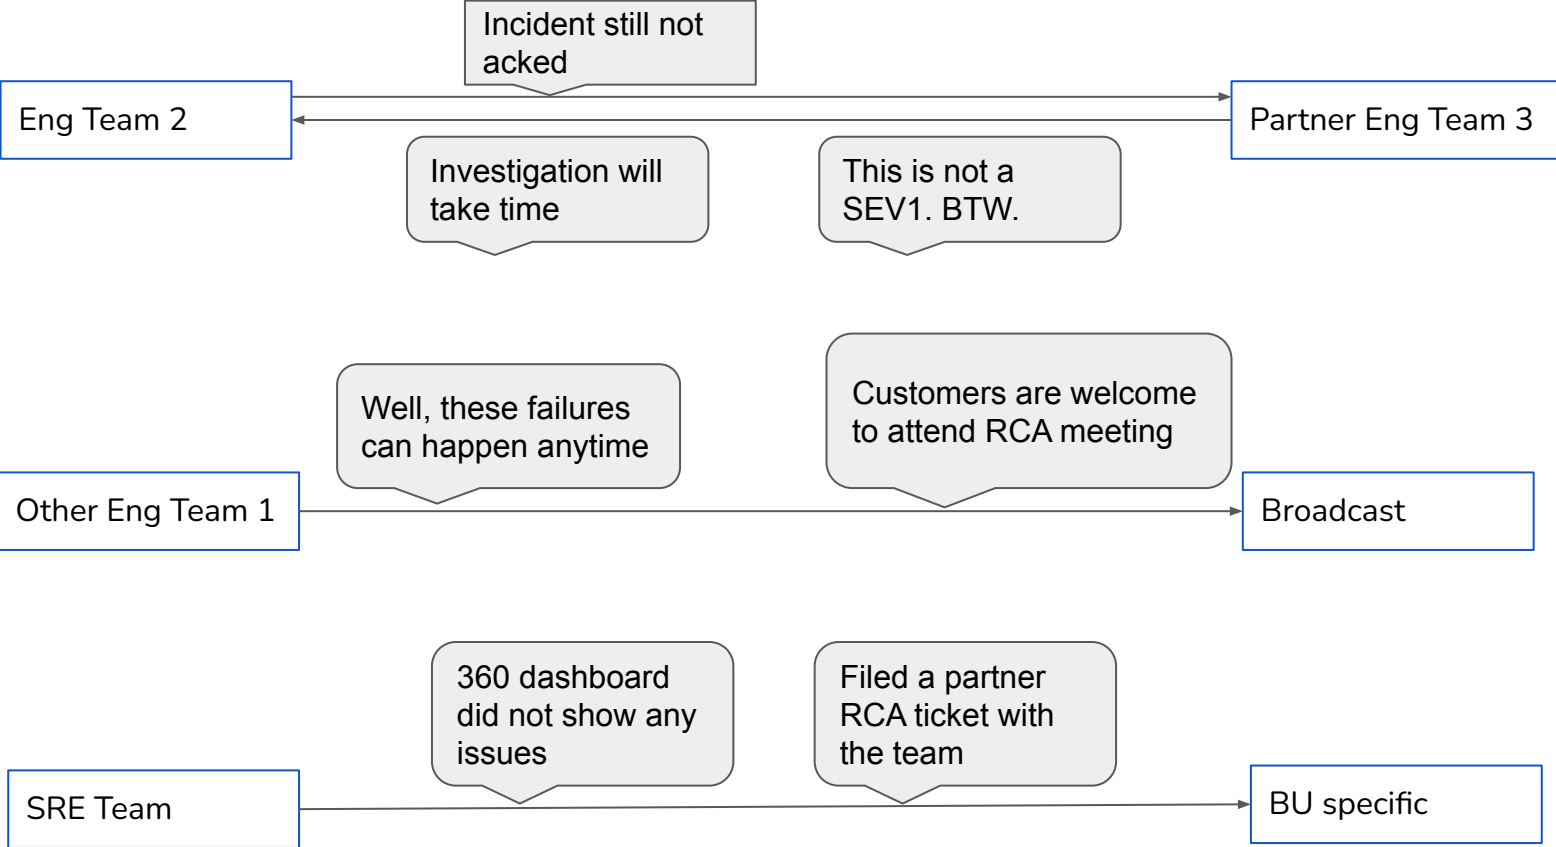 Incident still not
acked
Eng Team 2
Partner Eng Team 3
Investigation will
take time
This is not a
SEV1. BTW.
Well, these failures
can happen anytime
Customers are welcome
to attend RCA meeting
Other Eng Team 1
Broadcast
360 dashboard
did not show any
issues
Filed a partner
RCA ticket with
the team
SRE Team
BU specific